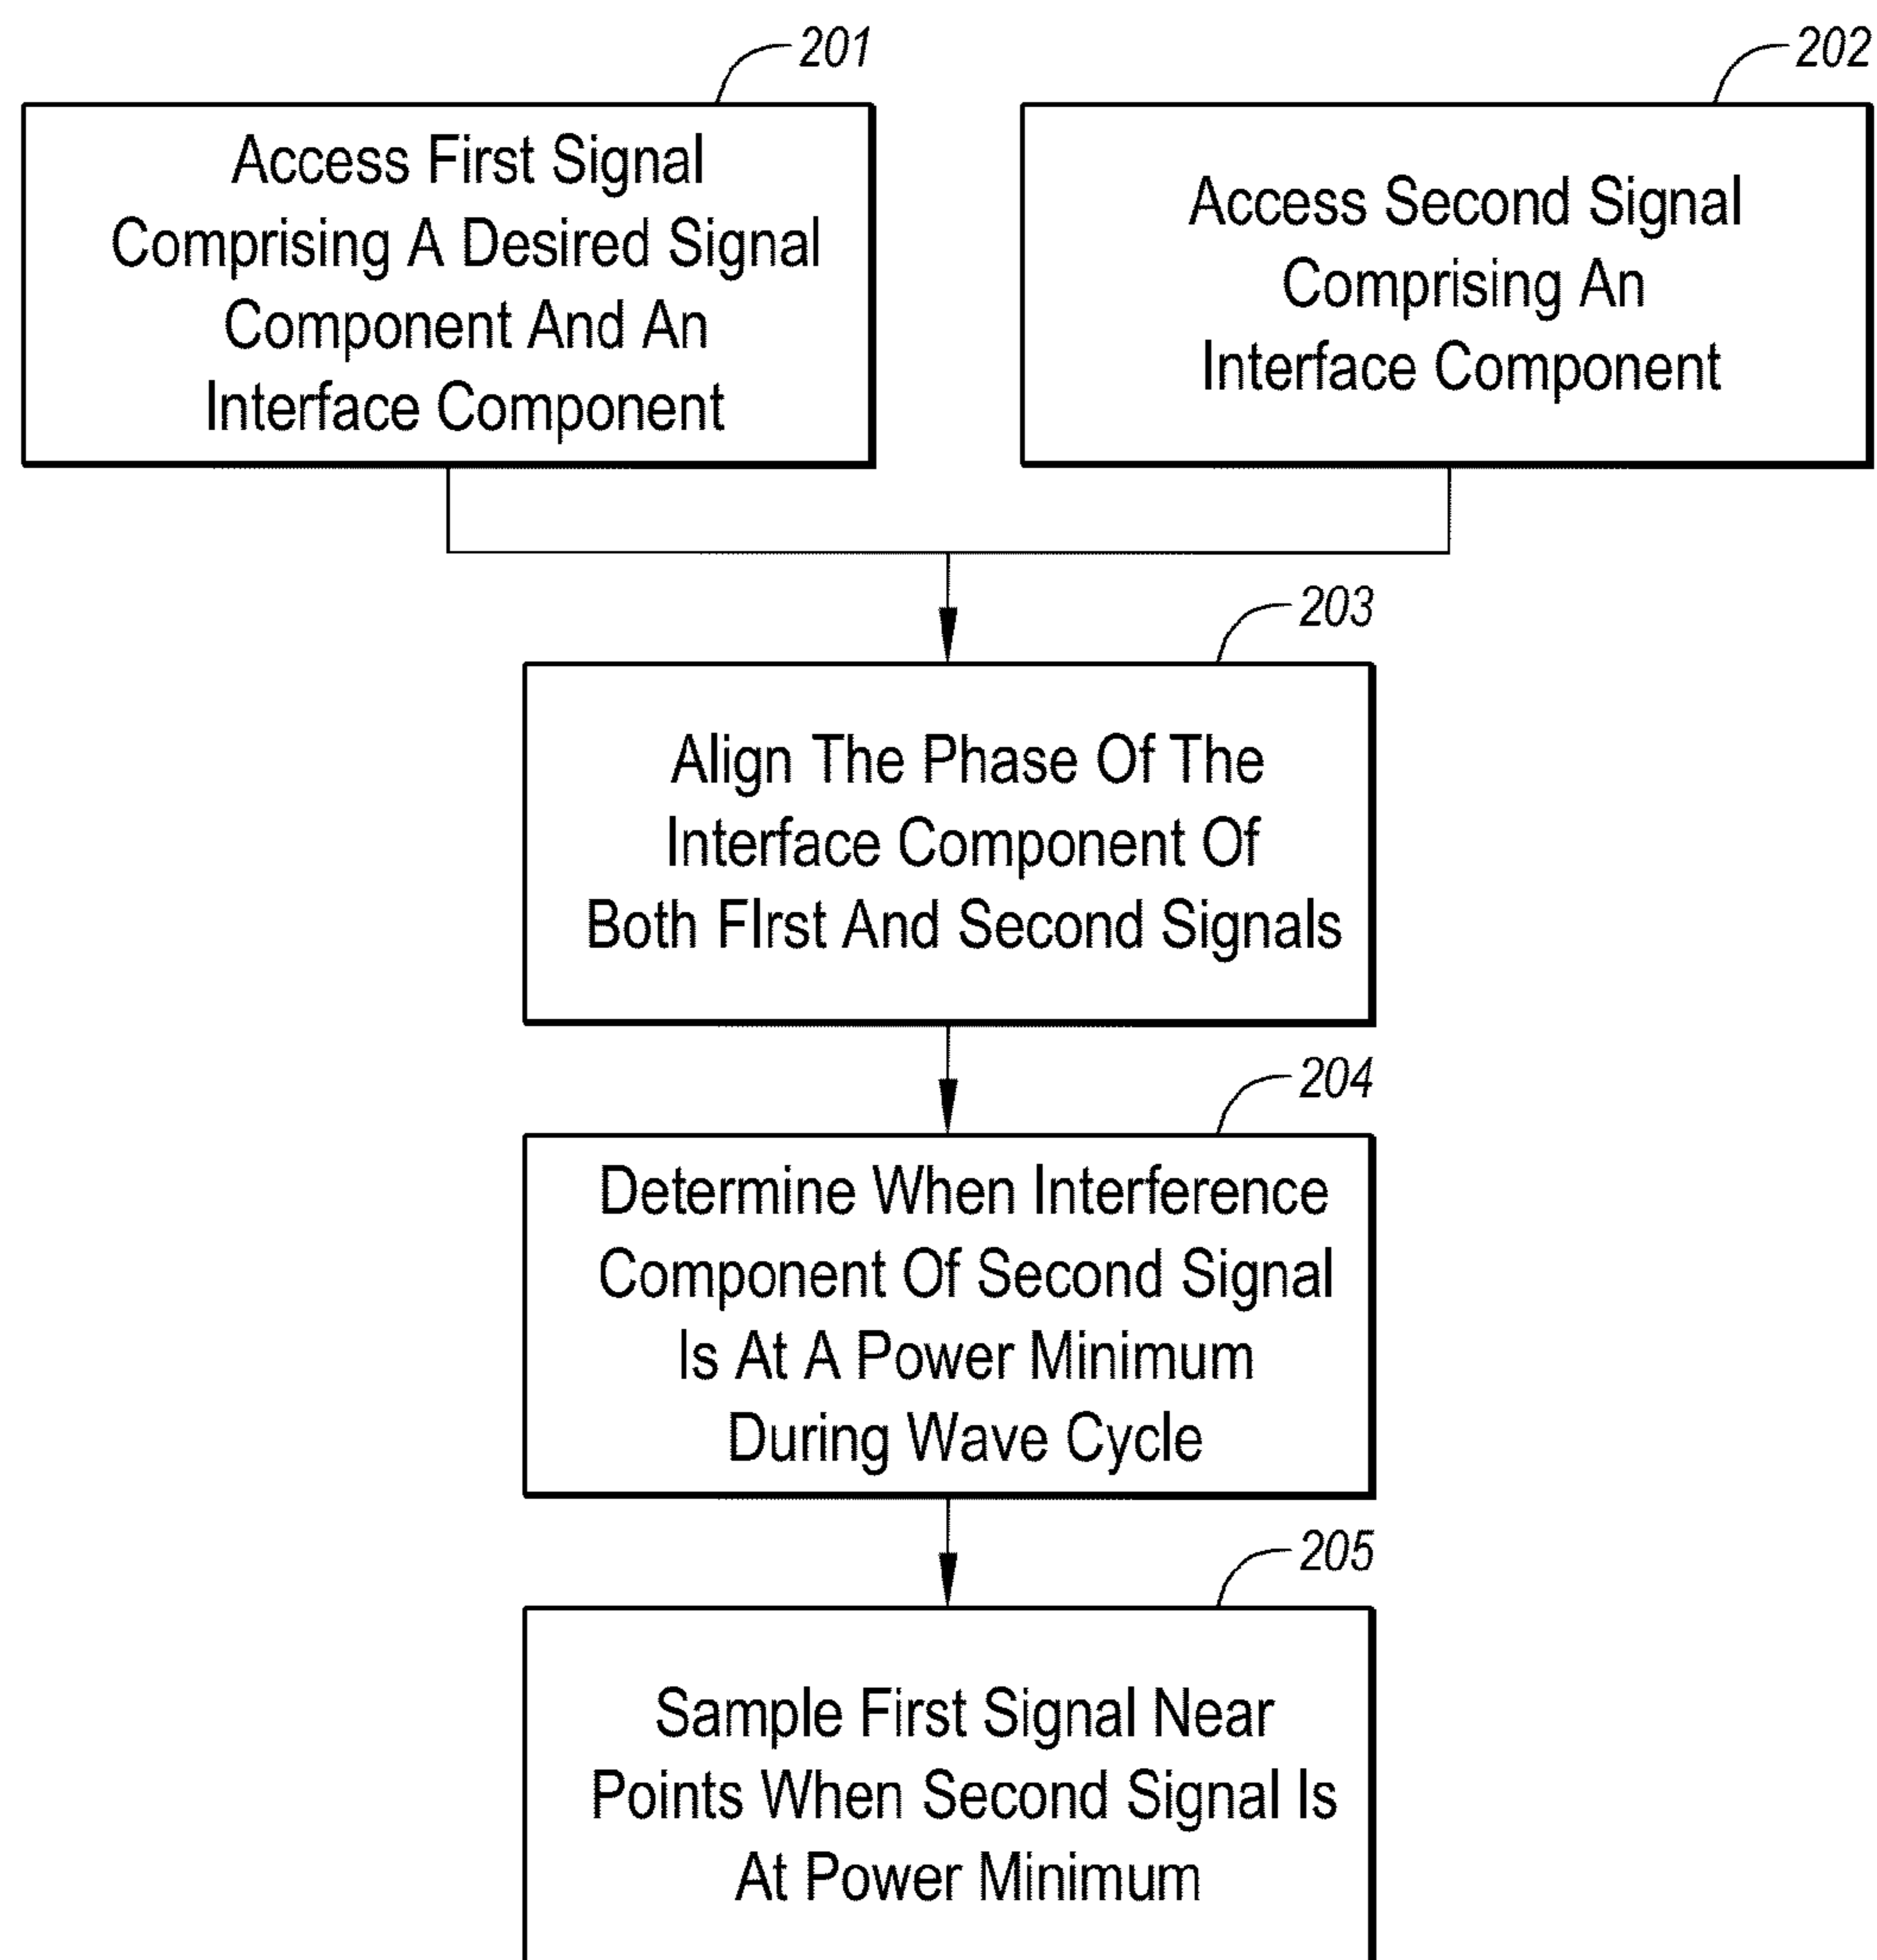 201
Access First Signal
Comprising A Desired Signal
Component And An
Interface Component
202
Access Second Signal
Comprising An
Interface Component
203
Align The Phase Of The
Interface Component Of
Both FIrst And Second Signals
204
Determine When Interference
Component Of Second Signal
Is At A Power Minimum
During Wave Cycle
205
Sample First Signal Near
Points When Second Signal Is
At Power Minimum